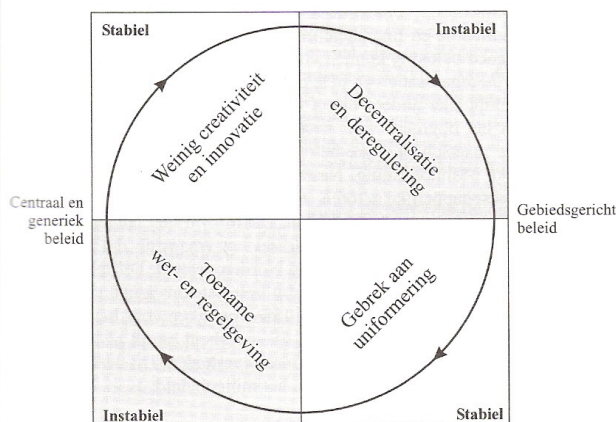 Stabiel
Instabiel
Weinig creativiteit
en innovatie
Decentralisatie
en deregulering
Centraal en
generiek
beleid
Gebiedsgericht
beleid
Toename
wet- en regelgeving
Gebrek aan
uniformering
Instabiel
Stabiel